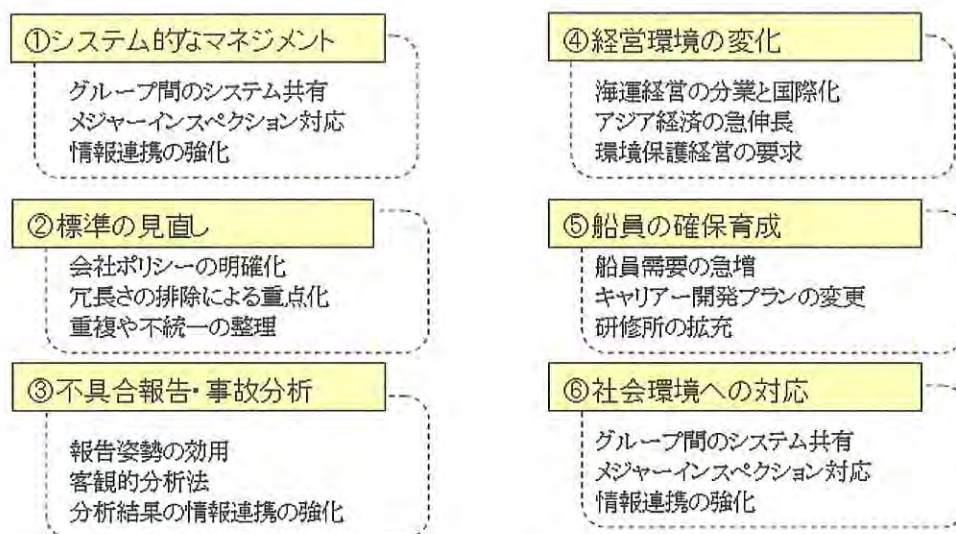 ①システム的なマネジメント
グループ間のシステム共有
メジャーインスペクション対応
情報連携の強化
②標準の見直し
会社ポリシーの明確化
冗長さの排除による重点化
重複や不統一の整理
③不具合報告・事故分析
報告姿勢の効用
客観的分析法
分析結果の情報連携の強化
④経営環境の変化
海運経営の分業と国際化
アジア経済の急伸長
環境保護経営の要求
⑤船員の確保育成
船員需要の急増
キャリアー開発プランの変更
研修所の拡充
⑥社会環境への対応
グループ間のシステム共有
メジャーインスペクション対応
情報連携の強化